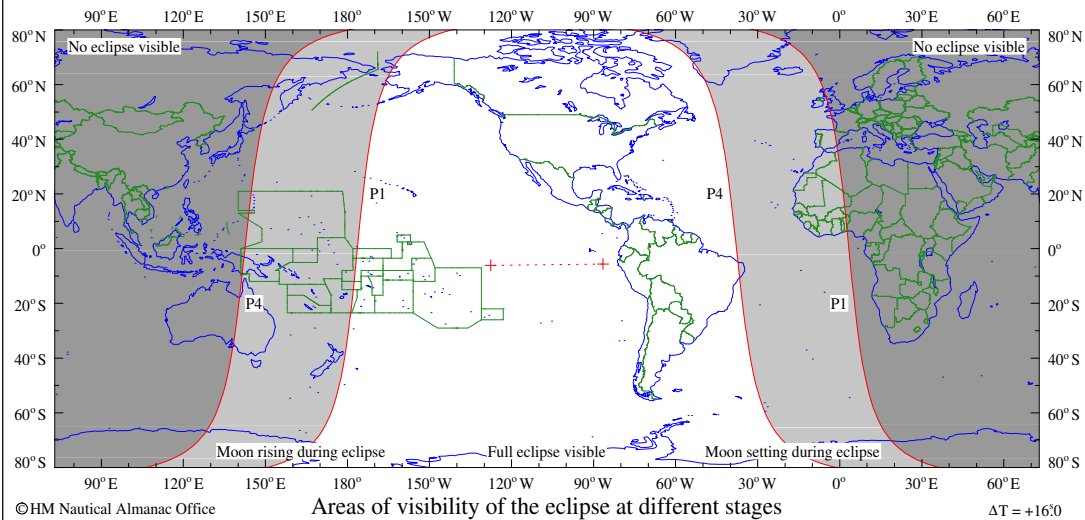 90° E 120° E 150° E 180° 150° W 120° W 90° W 60° W 30° W 0° 30° E 60° E
80° N No eclipse visible No eclipse visible 80° N
60° N 60° N
40° N 40° N
20° N P1 P4 20° N
0° 0°
20° S P4 P1 20° S
40° S 40° S
60° S 60° S
Moon rising during eclipse Full eclipse visible Moon setting during eclipse
80° S 80° S
90° E 120° E 150° E 180° 150° W 120° W 90° W 60° W 30° W 0° 30° E 60° E
©HM Nautical Almanac Office Areas of visibility of the eclipse at different stages ΔT = +16ˢ.0